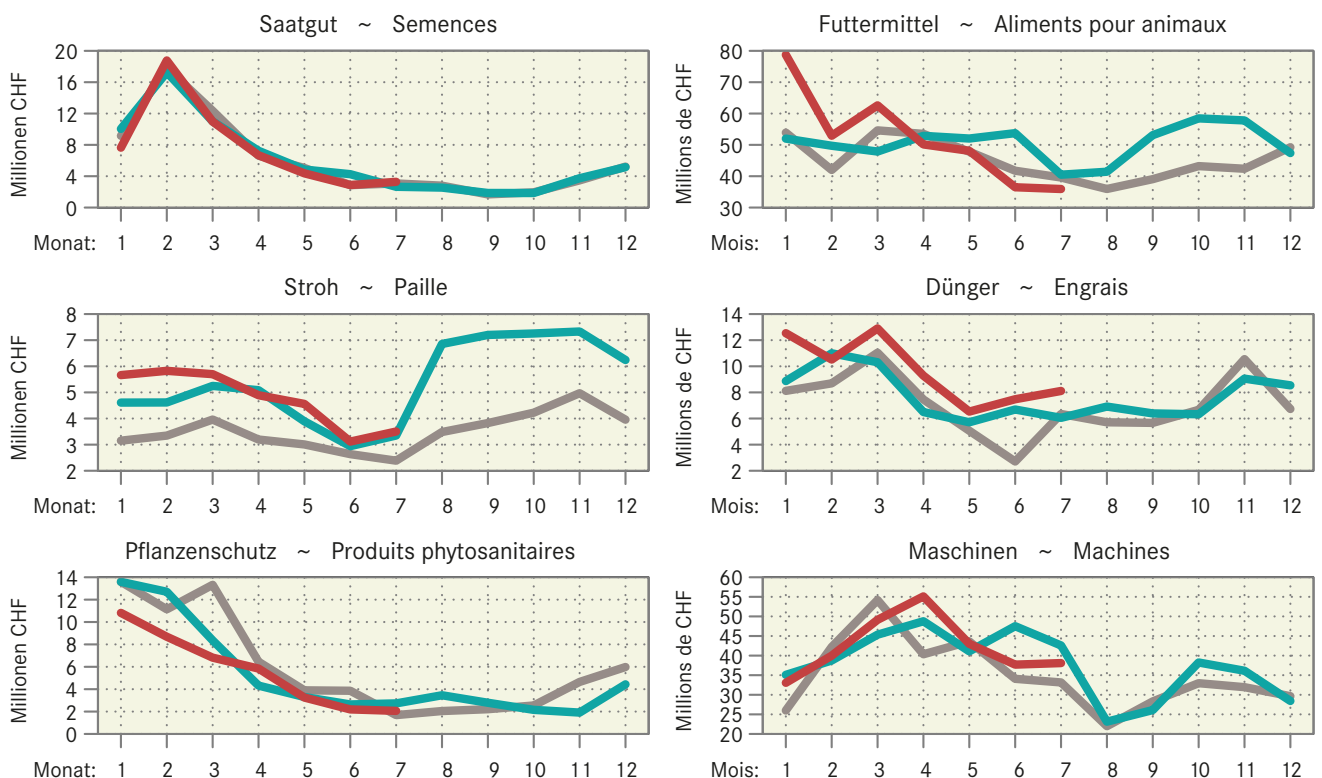 Saatgut ~ Semences
Millionen CHF
20
16
12
8
4
0
Monat: 1 2 3 4 5 6 7 8 9 10 11 12
Futtermittel ~ Aliments pour animaux
Millions de CHF
80
70
60
50
40
30
Mois: 1 2 3 4 5 6 7 8 9 10 11 12
Stroh ~ Paille
Millionen CHF
8
7
6
5
4
3
2
Monat: 1 2 3 4 5 6 7 8 9 10 11 12
Dünger ~ Engrais
Millions de CHF
14
12
10
8
6
4
2
Mois: 1 2 3 4 5 6 7 8 9 10 11 12
Pflanzenschutz ~ Produits phytosanitaires
Millionen CHF
14
12
10
8
6
4
2
0
Monat: 1 2 3 4 5 6 7 8 9 10 11 12
Maschinen ~ Machines
Millions de CHF
60
55
50
45
40
35
30
25
20
Mois: 1 2 3 4 5 6 7 8 9 10 11 12